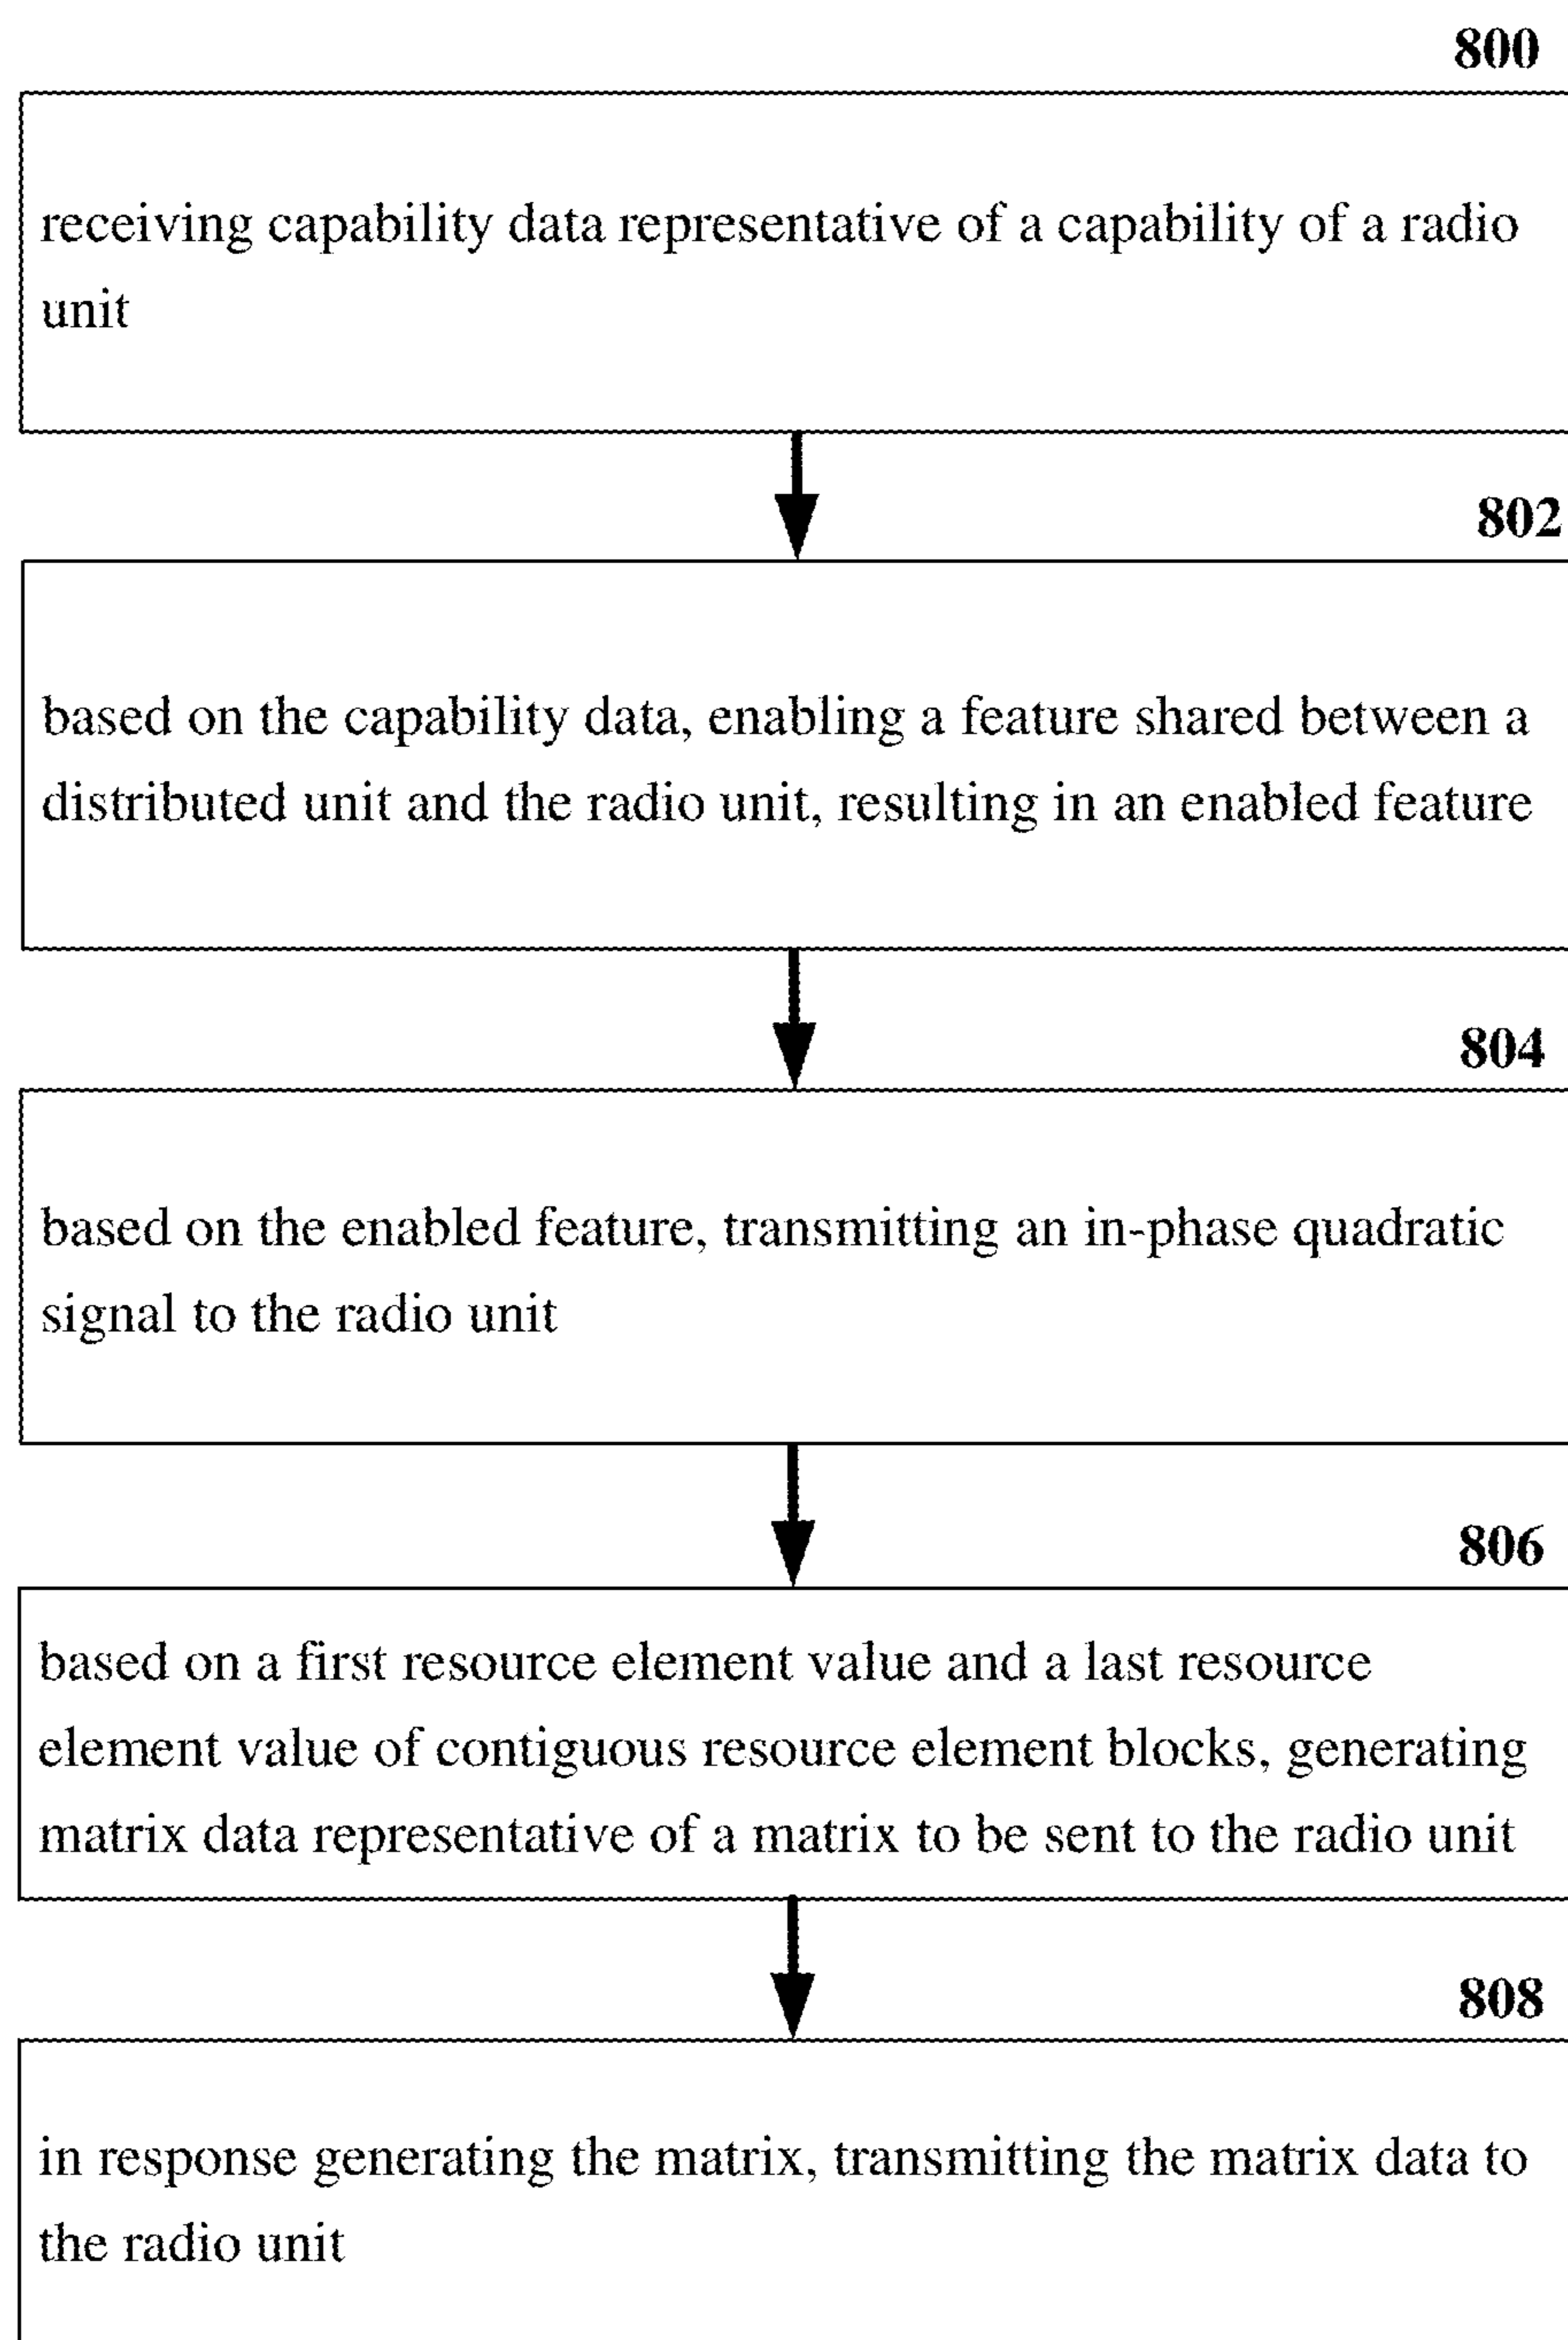 800
receiving capability data representative of a capability of a radio
unit
802
based on the capability data, enabling a feature shared between a
distributed unit and the radio unit, resulting in an enabled feature
804
based on the enabled feature, transmitting an in-phase quadratic
signal to the radio unit
806
based on a first resource element value and a last resource
element value of contiguous resource element blocks, generating
matrix data representative of a matrix to be sent to the radio unit
808
in response generating the matrix, transmitting the matrix data to
the radio unit